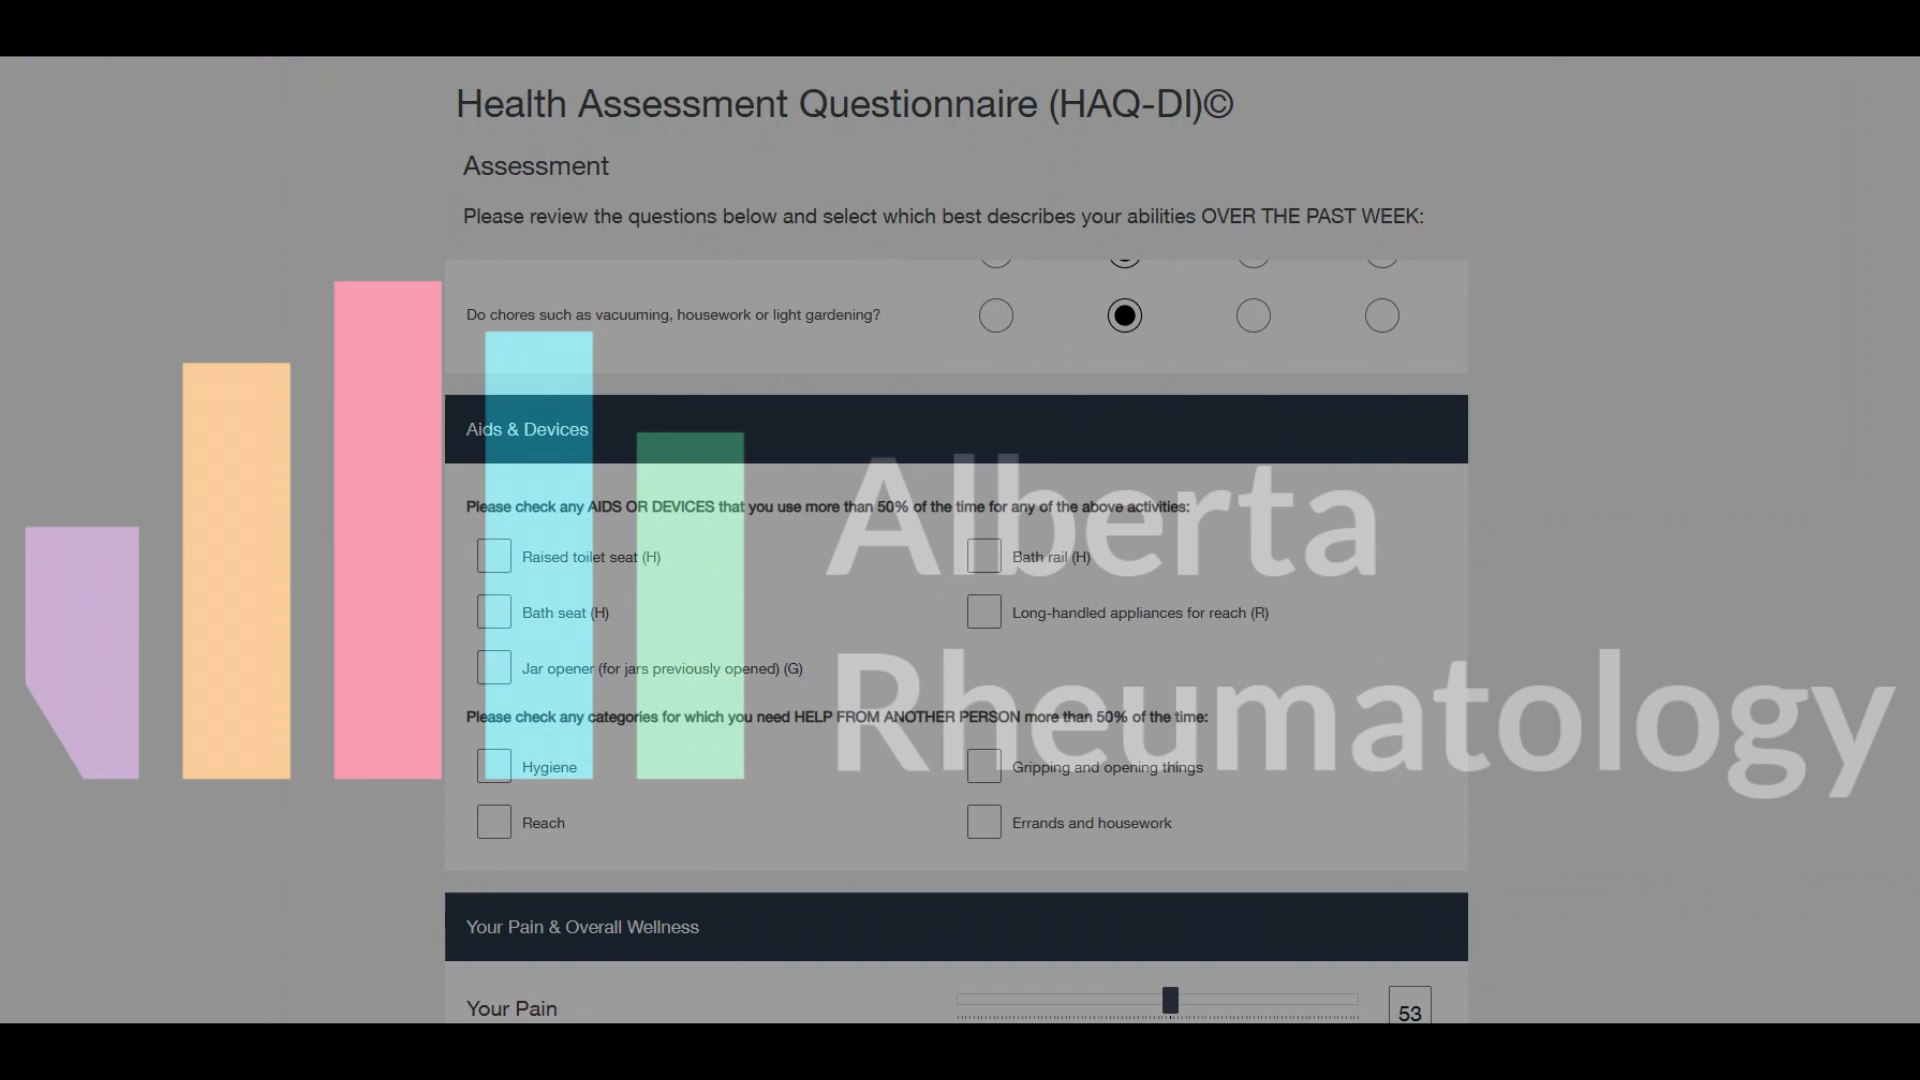 Health Assessment Questionnaire (HAQ-DI)©
Assessment
Please review the questions below and select which best describes your abilities OVER THE PAST WEEK:
Do chores such as vacuuming, housework or light gardening?
Aids & Devices
Please check any AIDS OR DEVICES that you use more than 50% of the time for any of the above activities:
Raised toilet seat (H)
Bath rail (H)
Bath seat (H)
Long-handled appliances for reach (R)
Jar opener (for jars previously opened) (G)
Please check any categories for which you need HELP FROM ANOTHER PERSON more than 50% of the time:
Hygiene
Gripping and opening things
Reach
Errands and housework
Your Pain & Overall Wellness
Your Pain
53
Alberta
Rheumatology